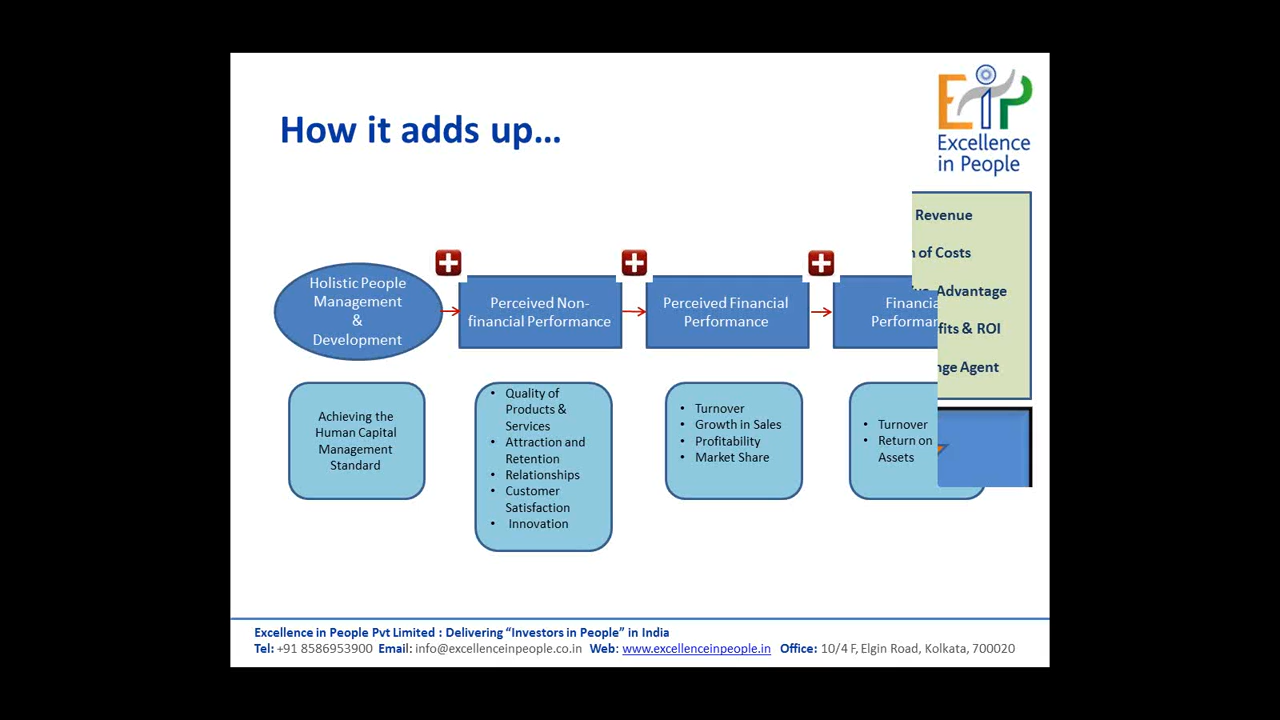 How it adds up…
EiP
Excellence
in People
Revenue
of Costs
Advantage
& ROI
Agent
Holistic People
Management
&
Development
Perceived Non-
financial Performance
Perceived Financial
Performance
Achieving the
Human Capital
Management
Standard
• Quality of
Products &
Services
• Attraction and
Retention
• Relationships
• Customer
Satisfaction
• Innovation
• Turnover
• Growth in Sales
• Profitability
• Market Share
• Turnover
• Return on
Assets
Excellence in People Pvt Limited : Delivering “Investors in People” in India
Tel: +91 8586953900 Email: info@excellenceinpeople.co.in Web: www.excellenceinpeople.in Office: 10/4 F, Elgin Road, Kolkata, 700020